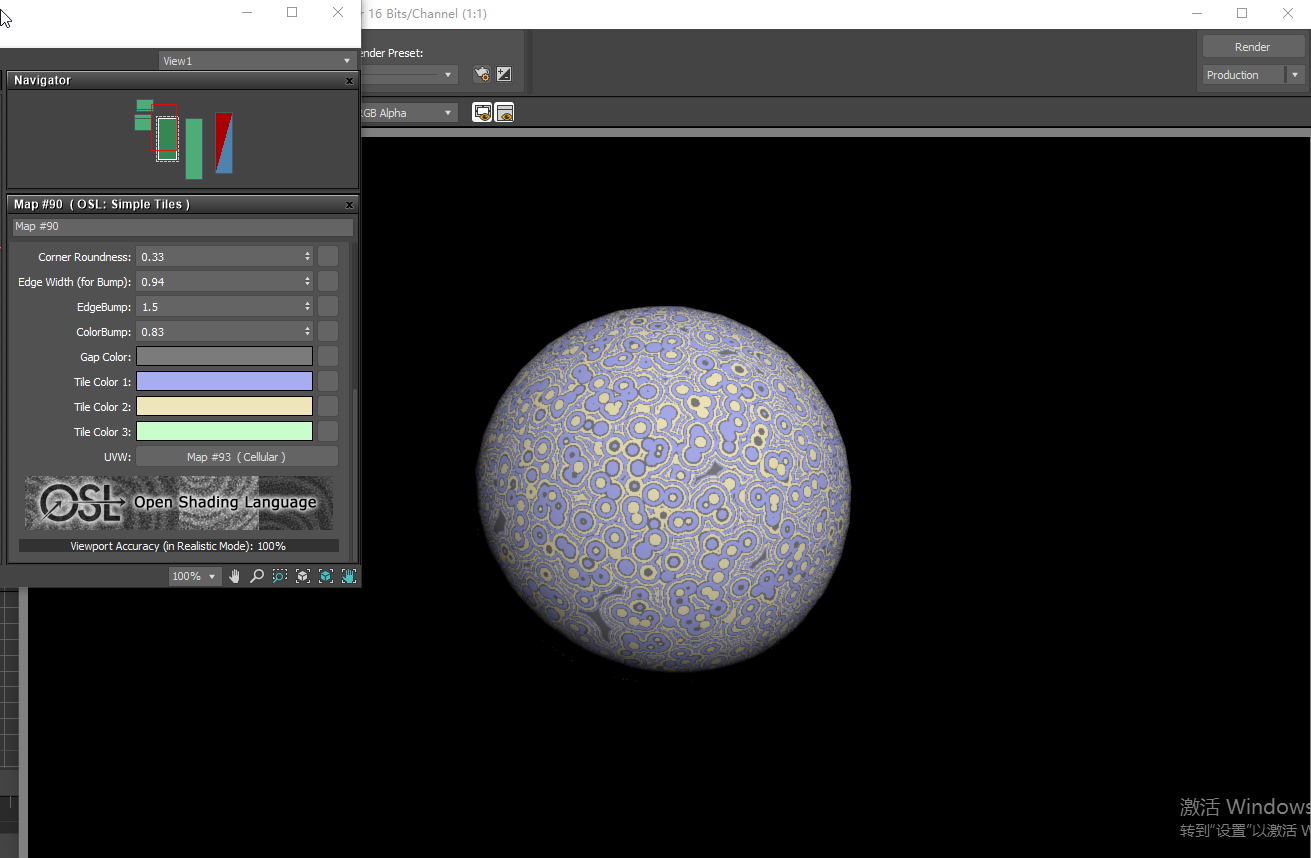 16 Bits/Channel (1:1)
View1
nder Preset:
Render
Navigator
Production
GB Alpha
Map #90 ( OSL: Simple Tiles )
Map #90
Corner Roundness: 0.33
Edge Width (for Bump): 0.94
EdgeBump: 1.5
ColorBump: 0.83
Gap Color:
Tile Color 1:
Tile Color 2:
Tile Color 3:
UVW: Map #93 ( Cellular )
OSL Open Shading Language
Viewport Accuracy (in Realistic Mode): 100%
100%
激活 Windows
转到"设置"以激活 W